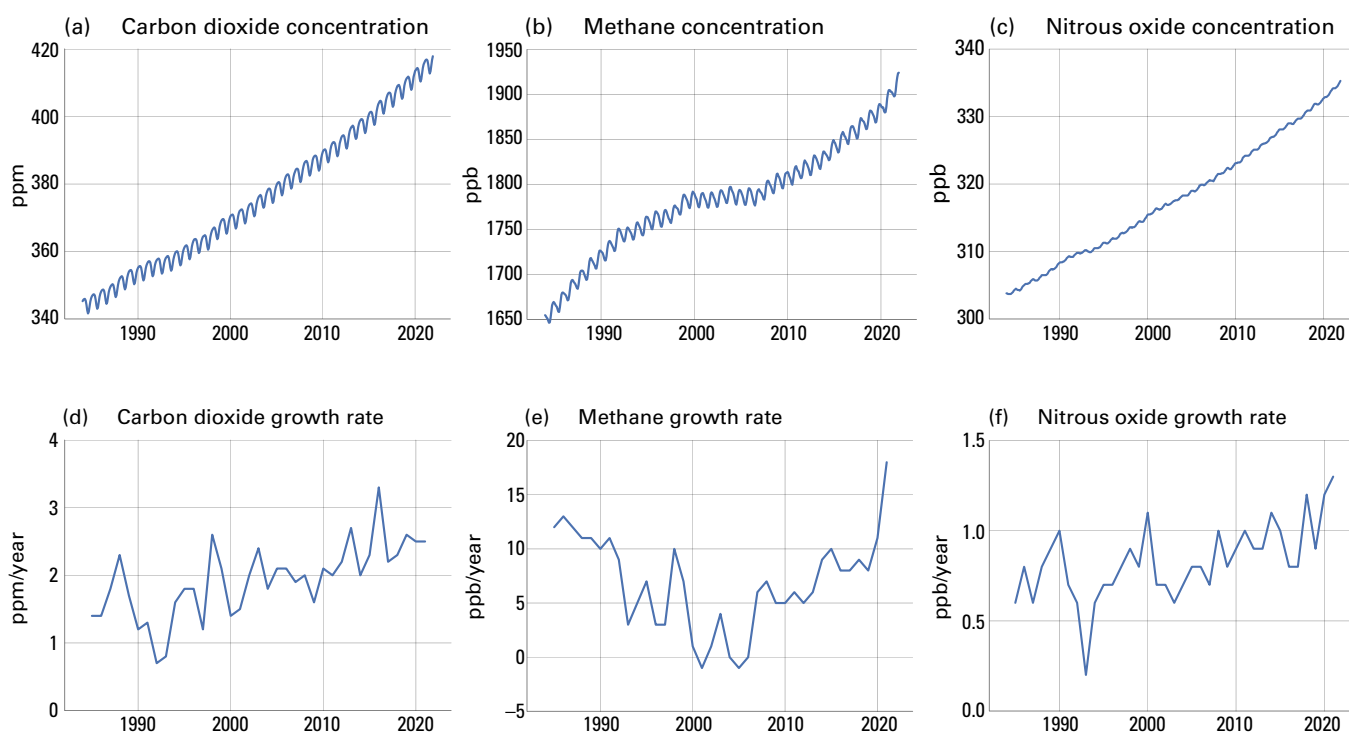 (a) Carbon dioxide concentration
420
400
380
360
340
ppm
1990 2000 2010 2020
(b) Methane concentration
1950
1900
1850
1800
1750
1700
1650
ppb
1990 2000 2010 2020
(c) Nitrous oxide concentration
340
330
320
310
300
ppb
1990 2000 2010 2020
(d) Carbon dioxide growth rate
4
3
2
1
0
ppm/year
1990 2000 2010 2020
(e) Methane growth rate
20
15
10
5
0
−5
ppb/year
1990 2000 2010 2020
(f) Nitrous oxide growth rate
1.5
1.0
0.5
0.0
ppb/year
1990 2000 2010 2020